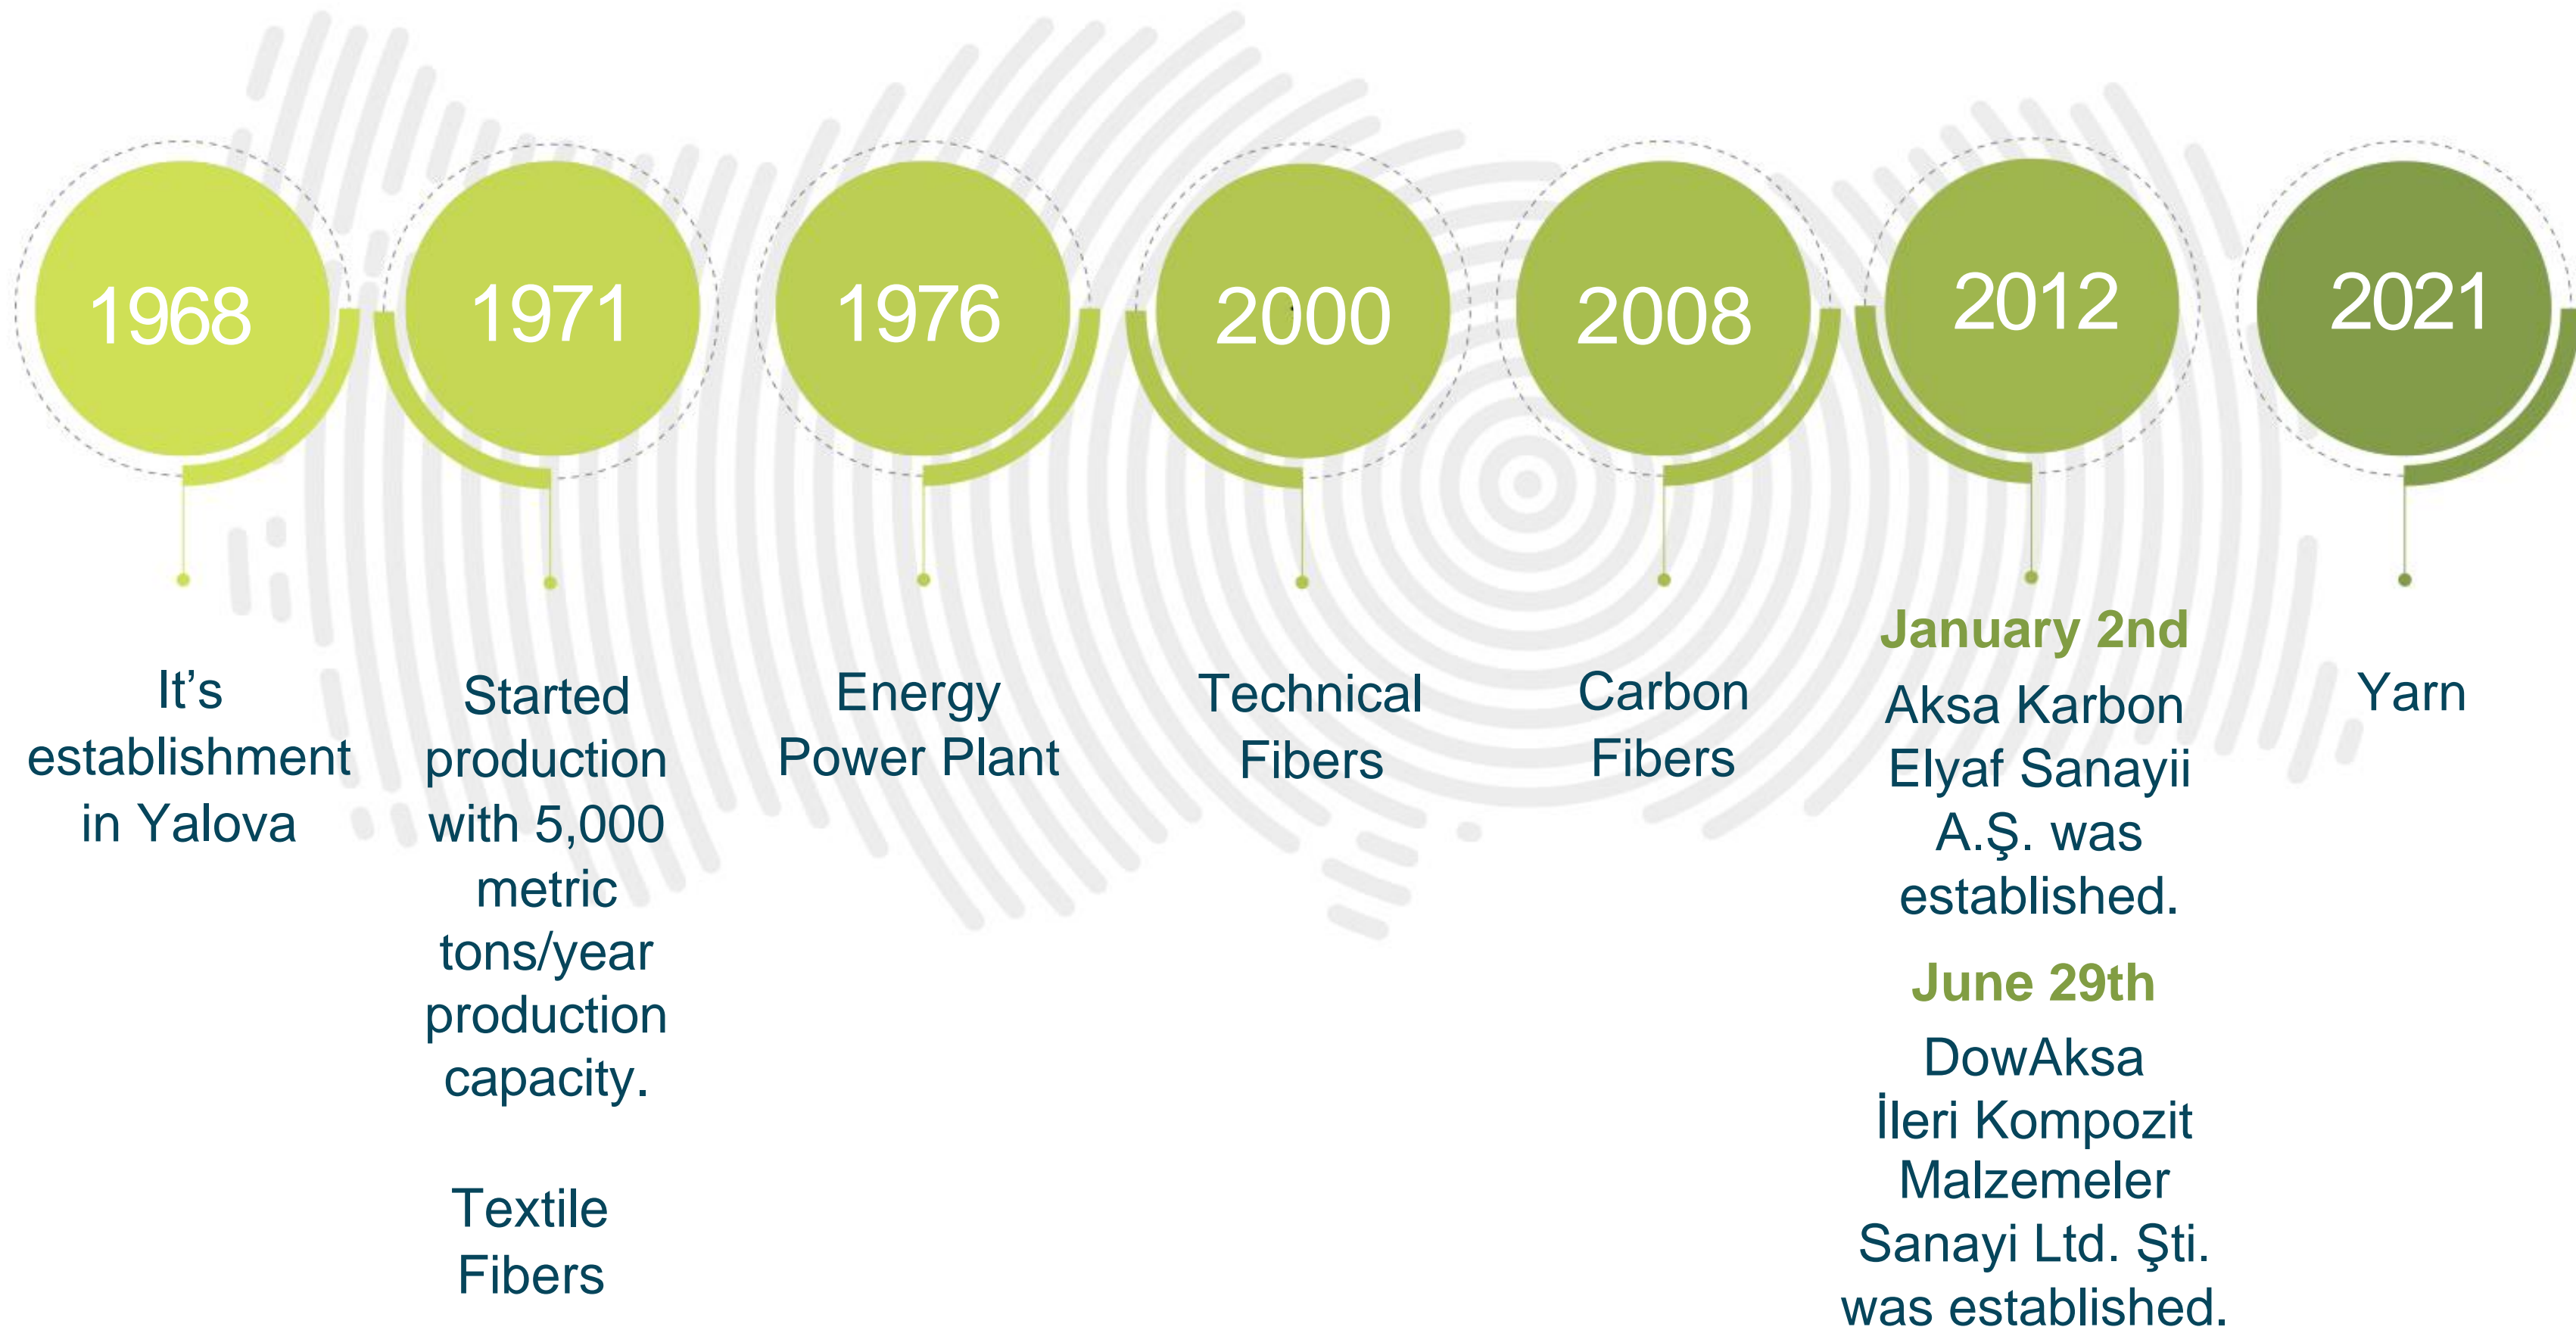 1968
It’s
establishment
in Yalova
1971
Started
production
with 5,000
metric
tons/year
production
capacity.
Textile
Fibers
1976
Energy
Power Plant
2000
Technical
Fibers
2008
Carbon
Fibers
2012
January 2nd
Aksa Karbon
Elyaf Sanayii
A.Ş. was
established.
June 29th
DowAksa
İleri Kompozit
Malzemeler
Sanayi Ltd. Şti.
was established.
2021
Yarn